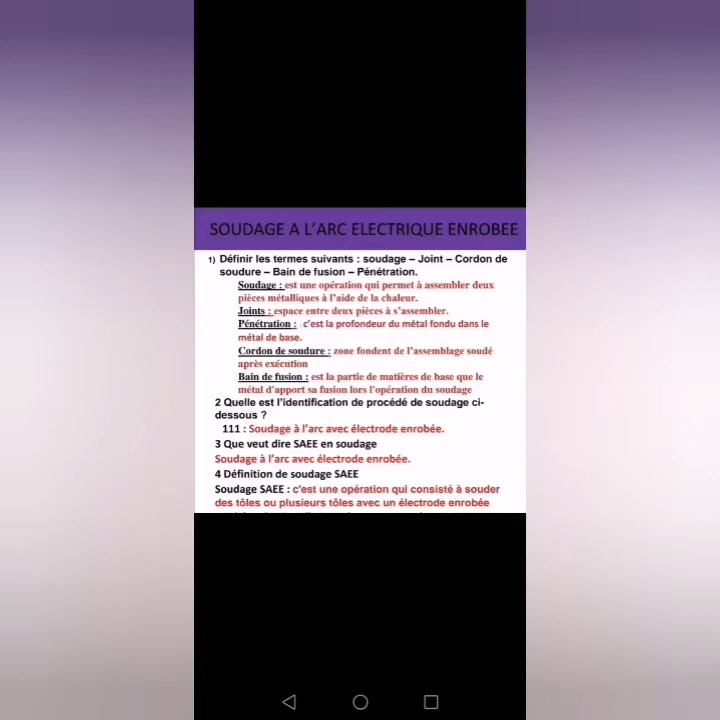 SOUDAGE A L’ARC ELECTRIQUE ENROBEE
1) Définir les termes suivants : soudage – Joint – Cordon de
soudure – Bain de fusion – Pénétration.
Soudage : est une opération qui permet à assembler deux
pièces métalliques à l’aide de la chaleur.
Joints : espace entre deux pièces à s’assembler.
Pénétration : c’est la profondeur du métal fondu dans le
métal de base.
Cordon de soudure : zone fondent de l’assemblage soudé
après exécution
Bain de fusion : est la partie de matières de base que le
métal d’apport sa fusion lors l’opération du soudage
2 Quelle est l’identification de procédé de soudage ci-
dessous ?
111 : Soudage à l’arc avec électrode enrobée.
3 Que veut dire SAEE en soudage
Soudage à l’arc avec électrode enrobée.
4 Définition de soudage SAEE
Soudage SAEE : c’est une opération qui consisté à souder
des tôles ou plusieurs tôles avec un électrode enrobée